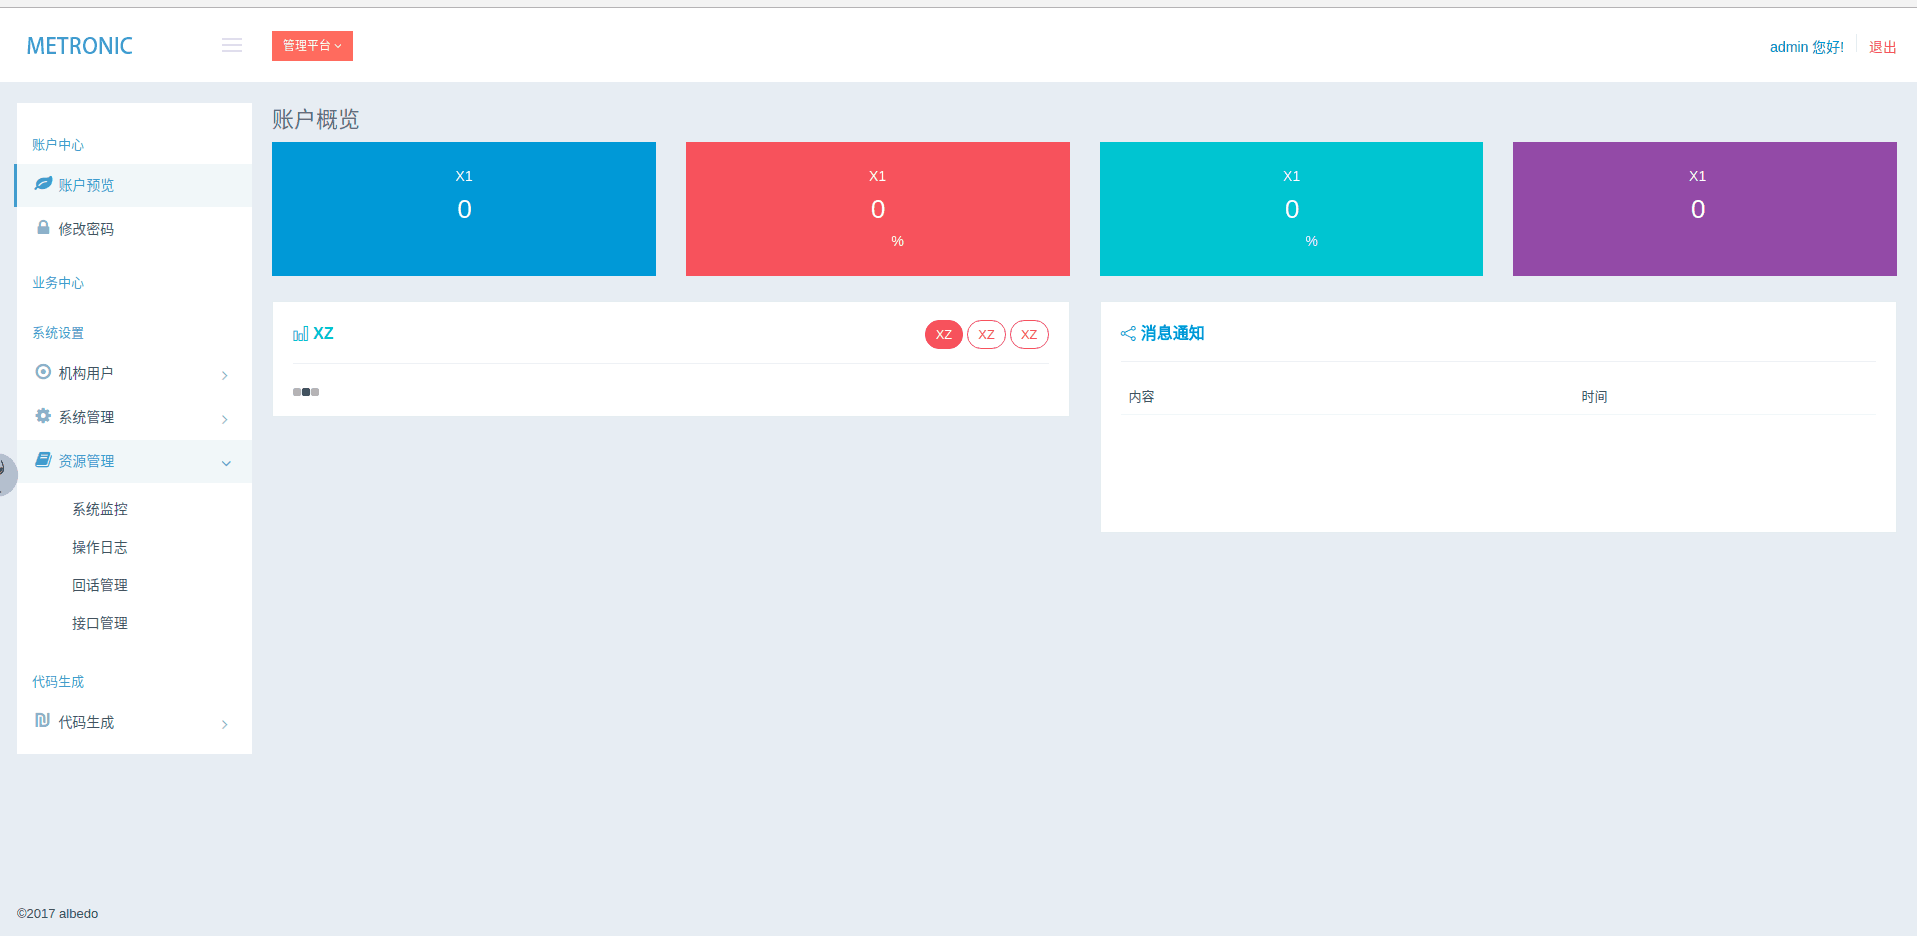 METRONIC
管理平台
admin 您好!
退出
账户中心
账户预览
修改密码
业务中心
系统设置
机构用户
系统管理
资源管理
系统监控
操作日志
回话管理
接口管理
代码生成
代码生成
账户概览
X1
0
X1
0
%
X1
0
%
X1
0
XZ
XZ XZ XZ
消息通知
内容 时间
©2017 albedo